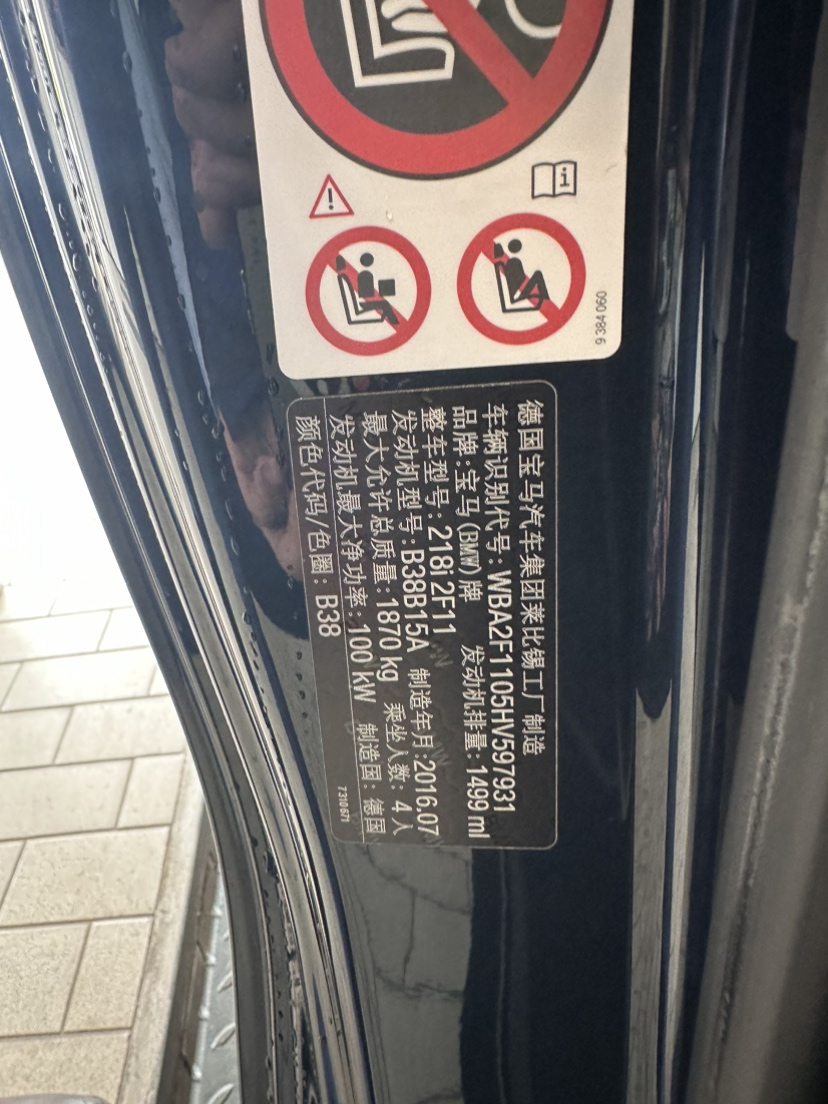 9 384 060
德国宝马汽车集团莱比锡工厂制造
车辆识别代号:WBA2F1105HV597931
品牌:宝马(BMW)牌 发动机排量:1499 ml
整车型号:218i 2F11
发动机型号:B38B15A 制造年月:2016,07
最大允许总质量:1870 kg 乘坐人数: 4 人
发动机最大净功率:100 kW 制造国:德国
颜色代码/色圈: B38
7310671